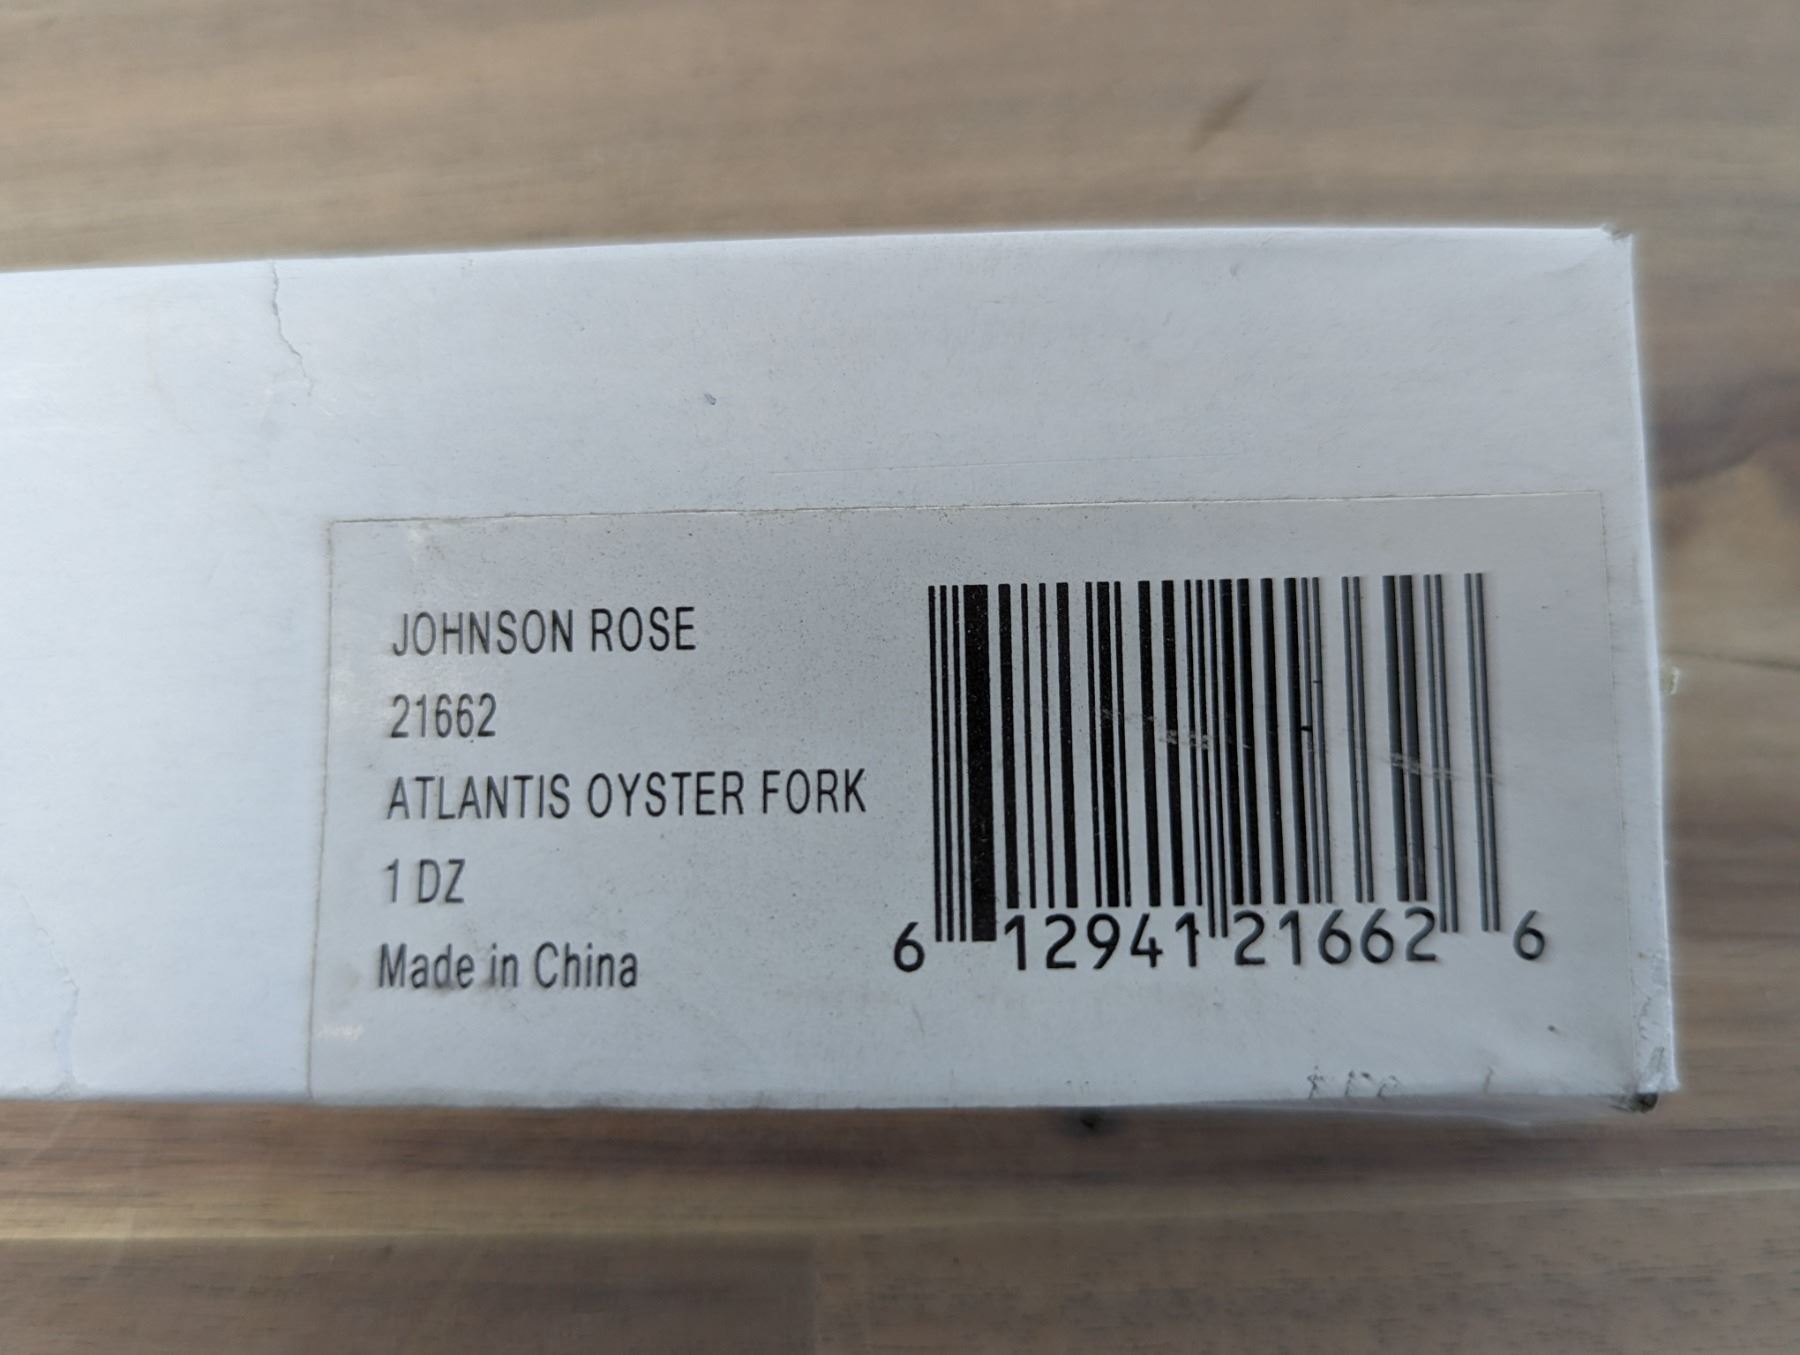 JOHNSON ROSE
21662
ATLANTIS OYSTER FORK
1 DZ
Made in China
6 12941 21662 6